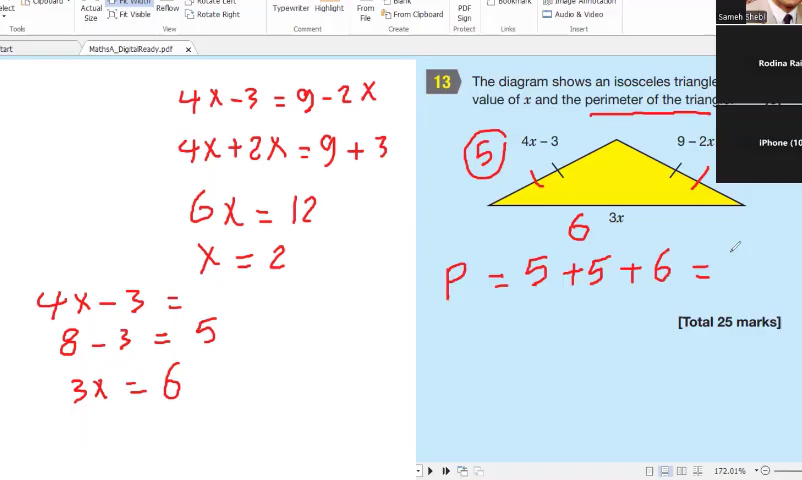 Clipboard
Actual
Size
Fit Width
Fit Visible
Reflow
Rotate Left
Rotate Right
Tools
View
Typewriter
Highlight
Comment
From
File
Blank
From Clipboard
Create
PDF
Sign
Protect
Bookmark
Links
Image Annotation
Audio & Video
Insert
Sameh Shebl
Start
MathsA_DigitalReady.pdf
Rodina Rai
iPhone (10
4x - 3 = 9 - 2x
4x + 2x = 9 + 3
6x = 12
x = 2
4x - 3 =
8 - 3 = 5
3x = 6
13 The diagram shows an isosceles triangle
value of x and the perimeter of the triang
5
4x – 3
9 – 2x
3x
6
P = 5 + 5 + 6 =
[Total 25 marks]
172.01%